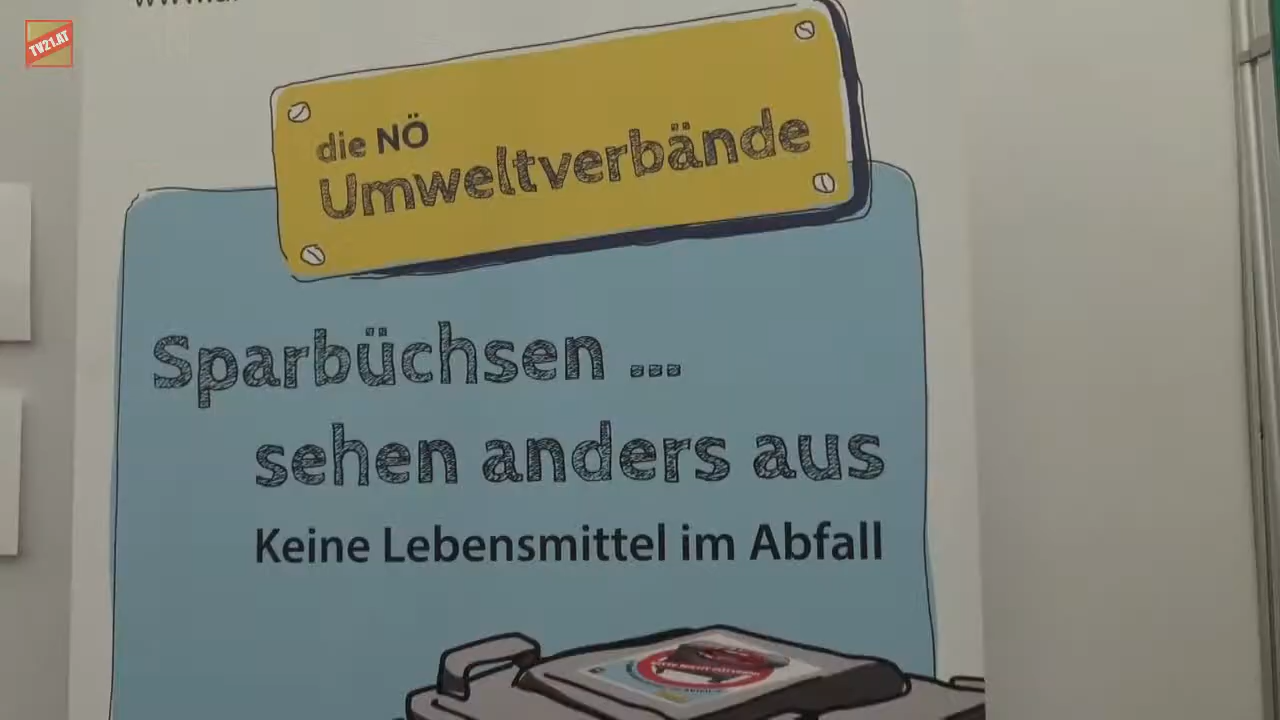 TV21.AT
die NÖ
Umweltverbände
Sparbüchsen ...
sehen anders aus
Keine Lebensmittel im Abfall